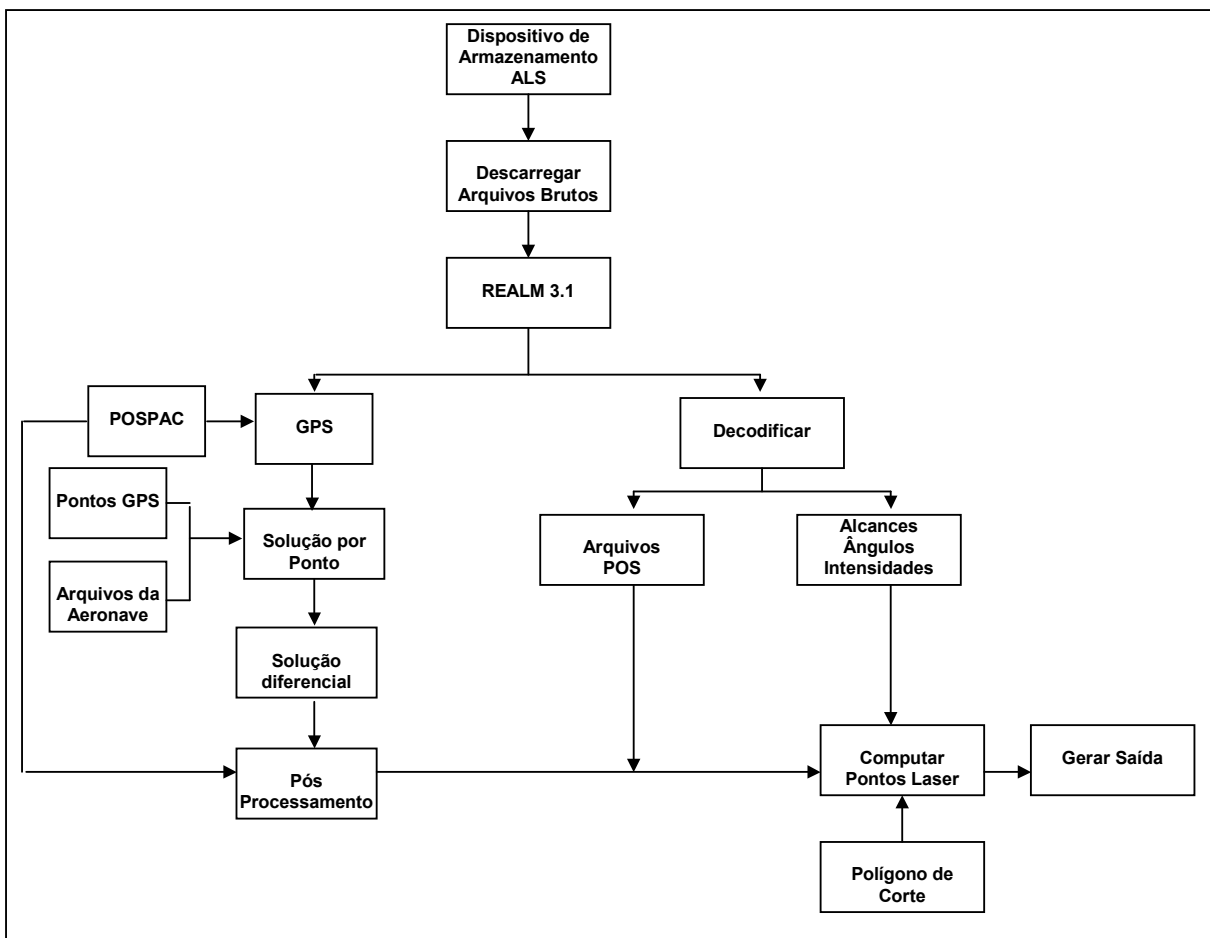 Dispositivo de
Armazenamento
ALS
Descarregar
Arquivos Brutos
REALM 3.1
POSPAC
GPS
Decodificar
Pontos GPS
Solução por
Ponto
Arquivos
POS
Alcances
Ângulos
Intensidades
Arquivos da
Aeronave
Solução
diferencial
Pós
Processamento
Computar
Pontos Laser
Gerar Saída
Polígono de
Corte